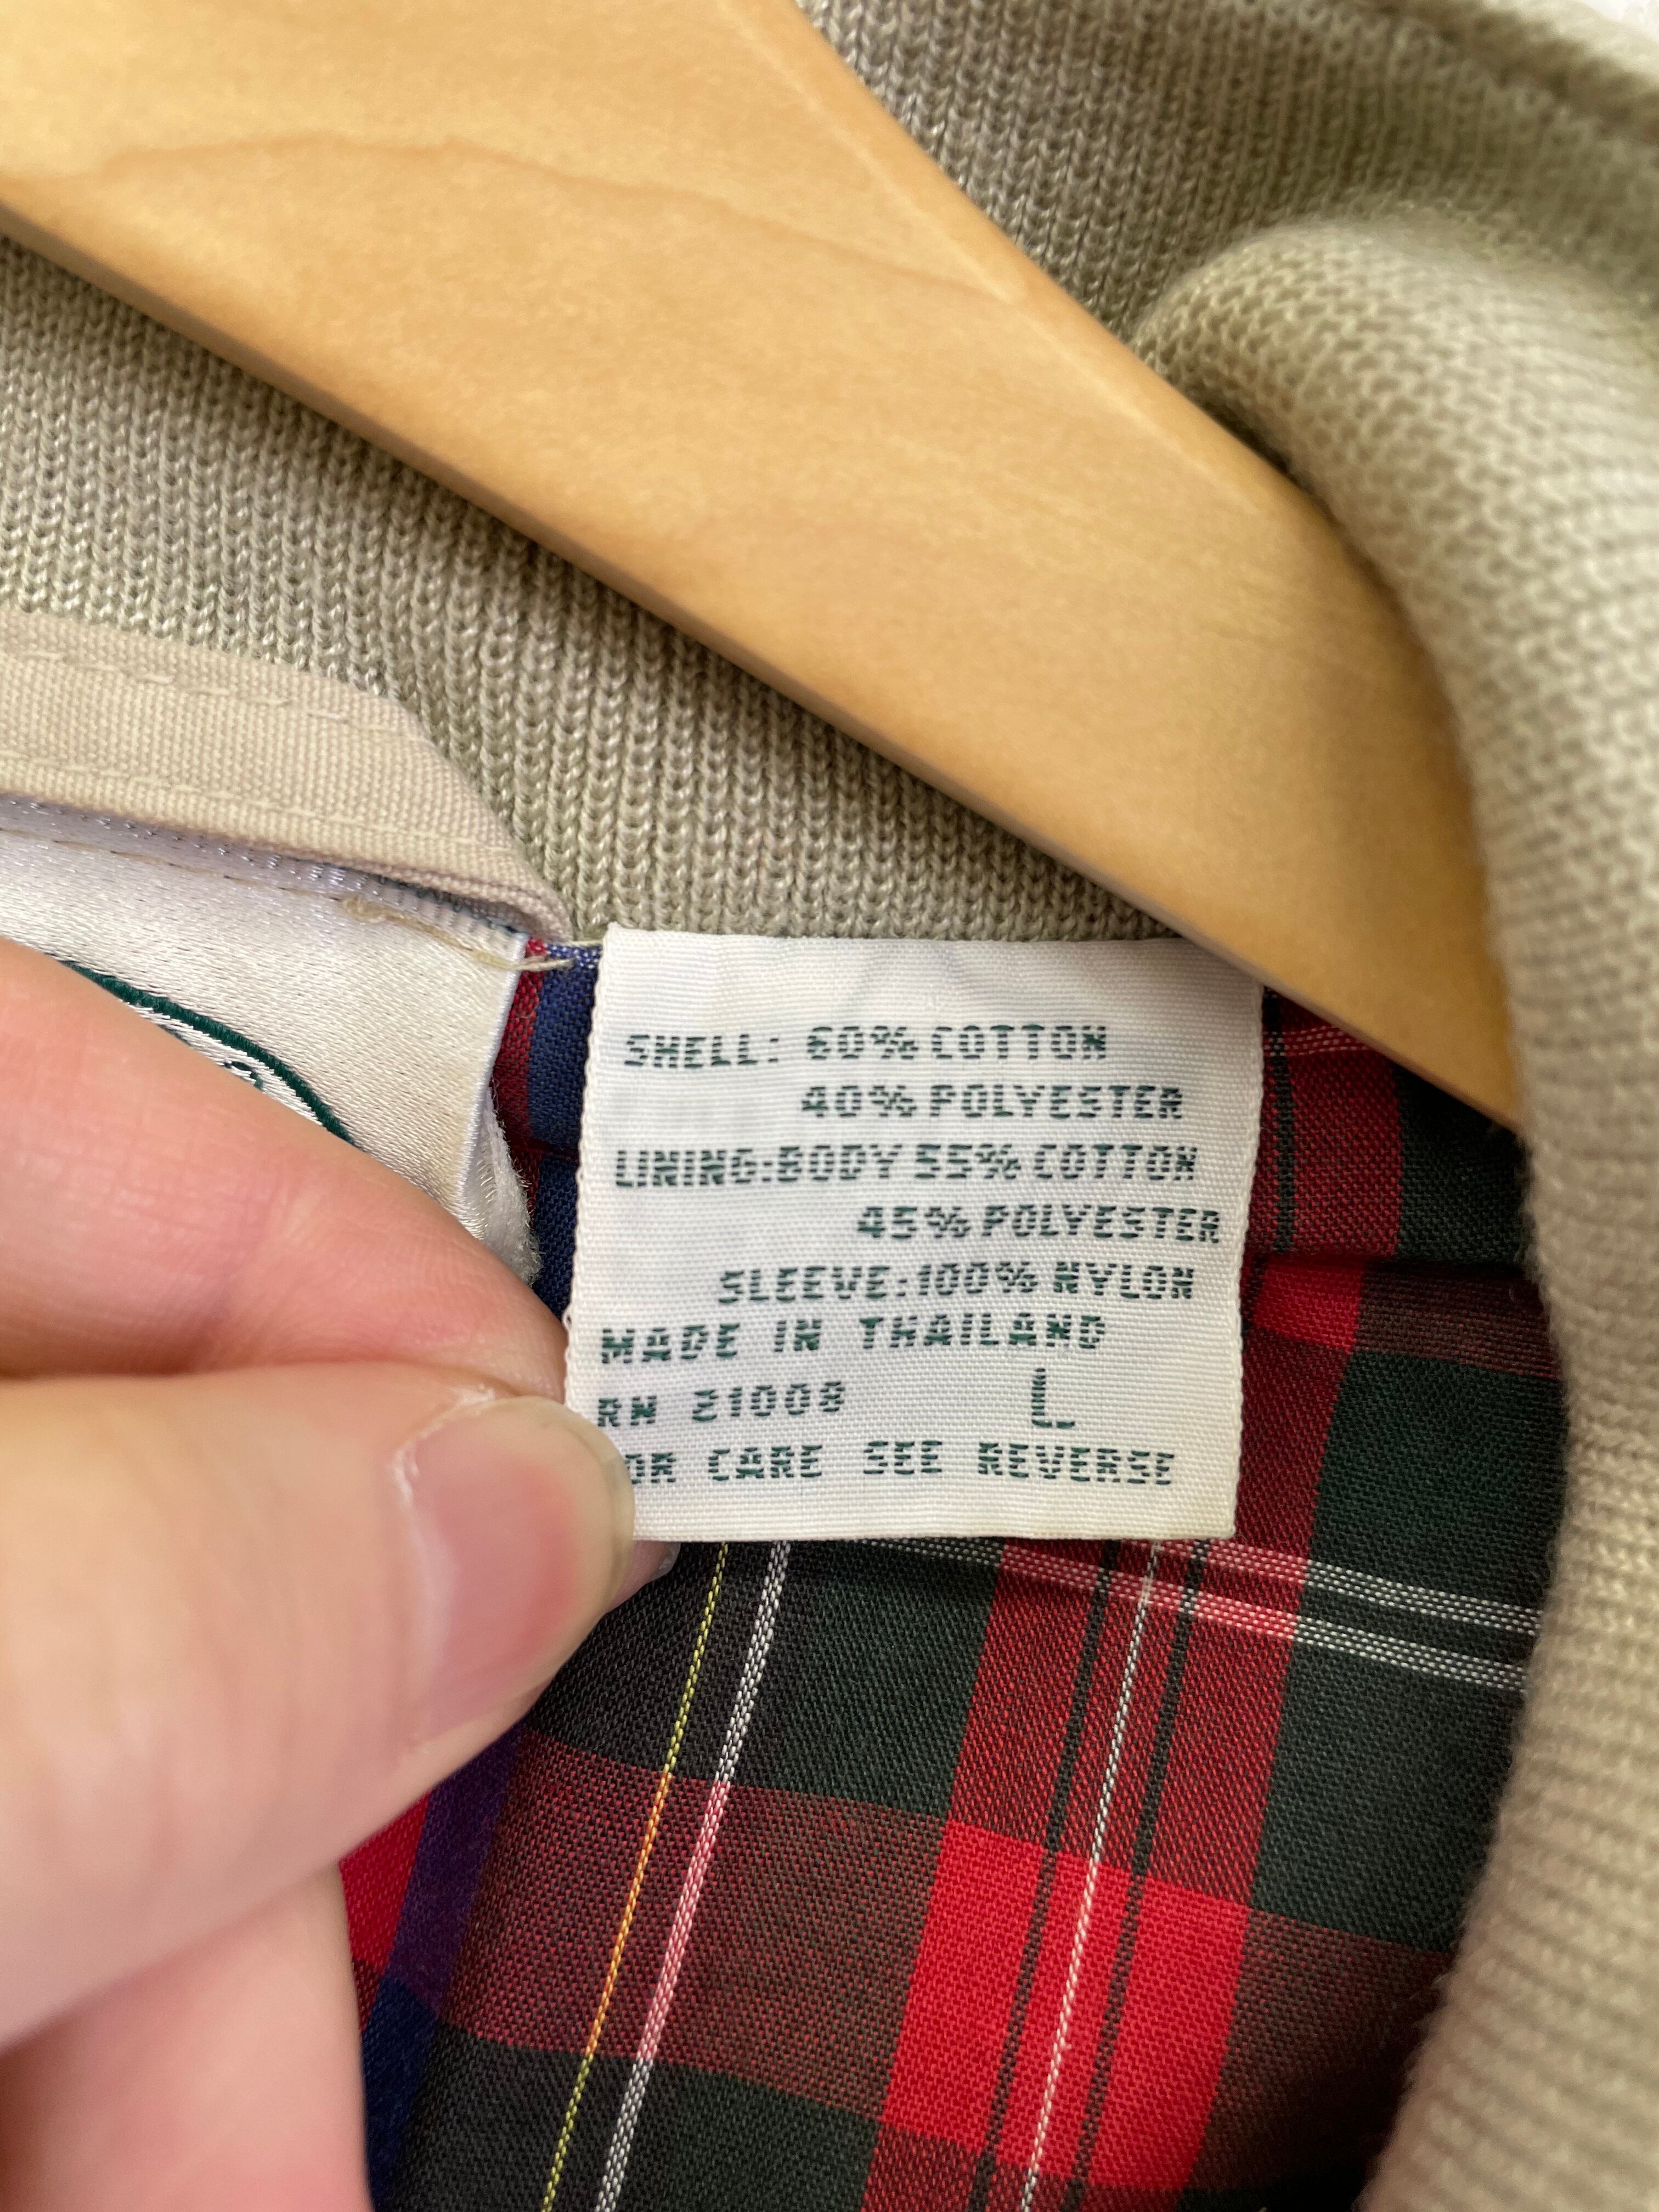 SHELL: 60% COTTON
40% POLYESTER
LINING:BODY 55% COTTON
45% POLYESTER
SLEEVE:100% NYLON
MADE IN THAILAND
RN 21008 L
OR CARE SEE REVERSE